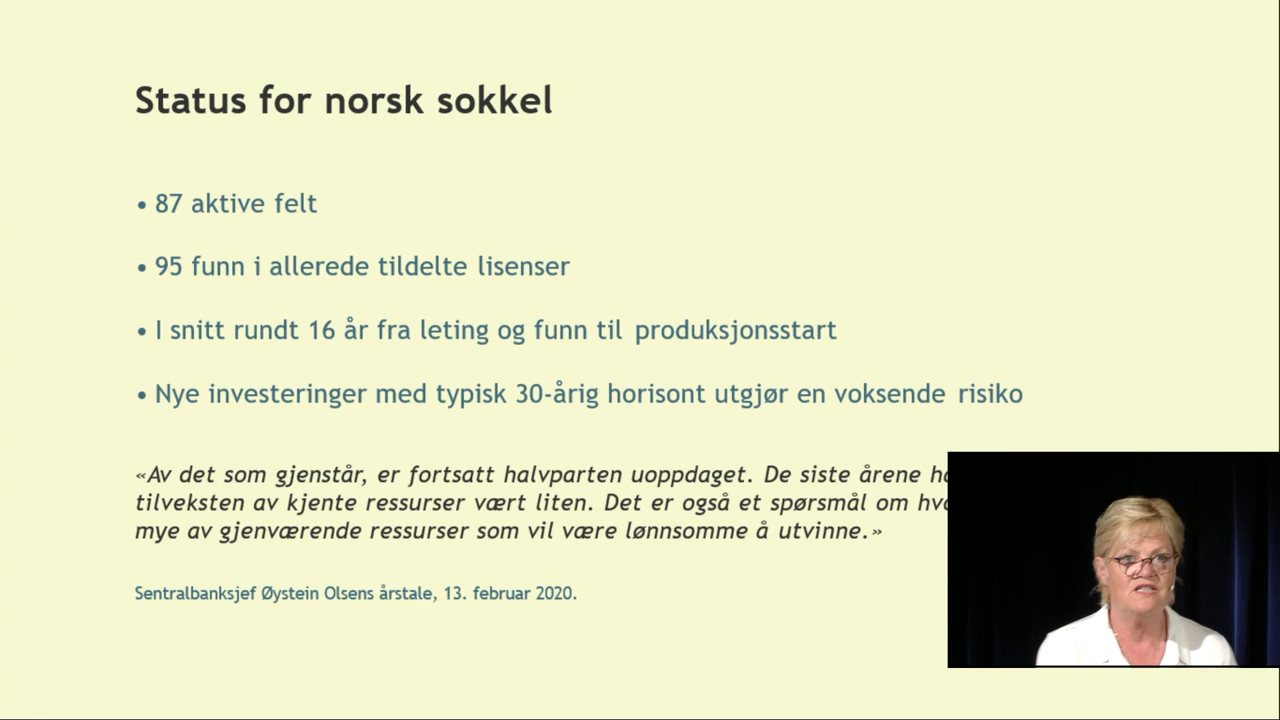 Status for norsk sokkel
• 87 aktive felt
• 95 funn i allerede tildelte lisenser
• I snitt rundt 16 år fra leting og funn til produksjonsstart
• Nye investeringer med typisk 30-årig horisont utgjør en voksende risiko
«Av det som gjenstår, er fortsatt halvparten uoppdaget. De siste årene
tilveksten av kjente ressurser vært liten. Det er også et spørsmål om
mye av gjenværende ressurser som vil være lønnsomme å utvinne.»
Sentralbanksjef Øystein Olsens årstale, 13. februar 2020.